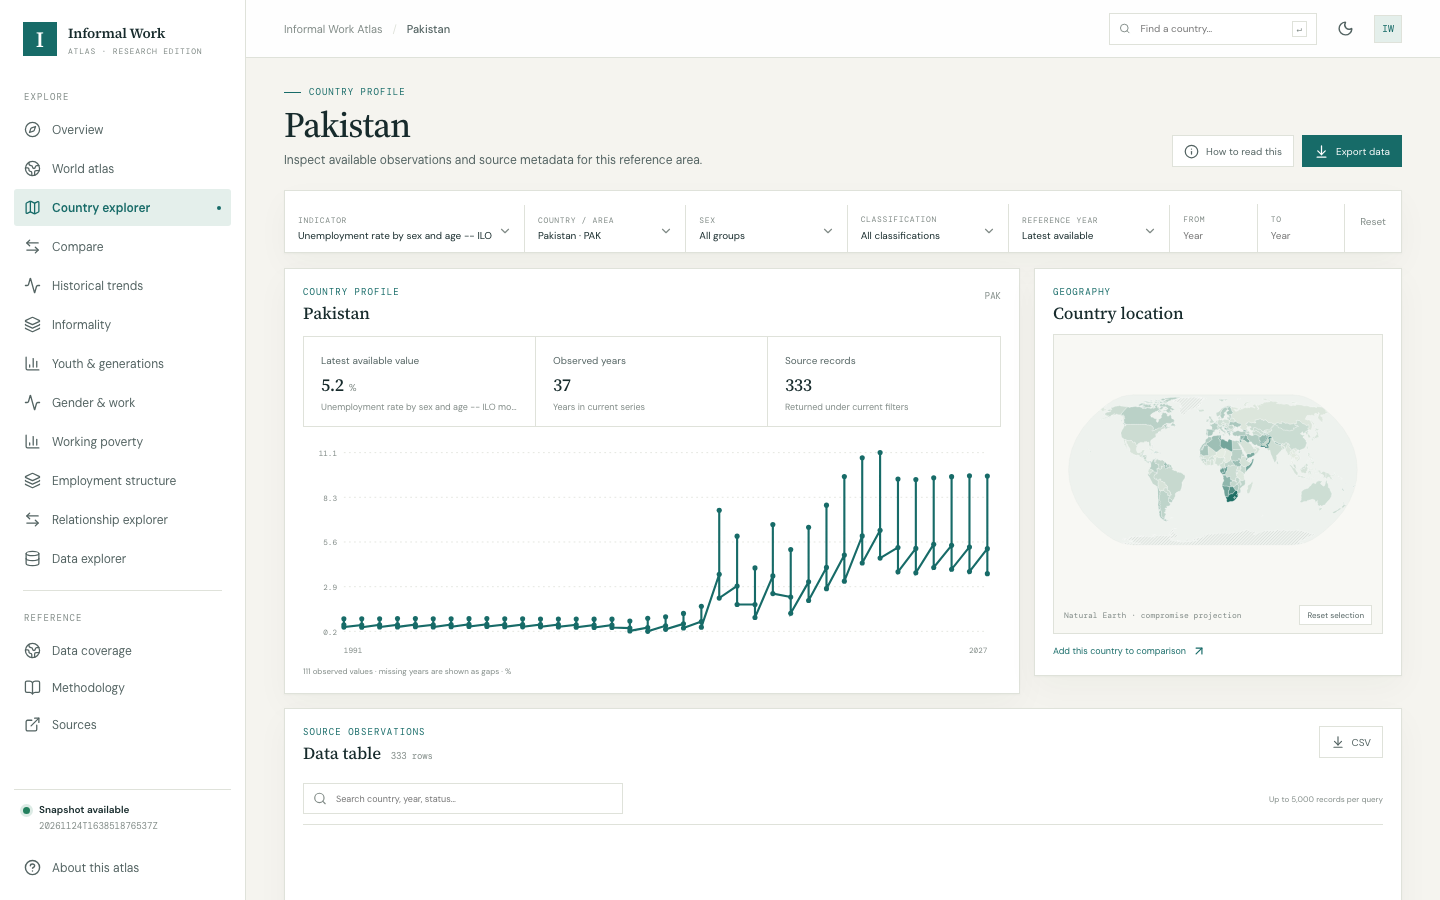 I
Informal Work
ATLAS · RESEARCH EDITION
EXPLORE
Overview
World atlas
Country explorer
Compare
Historical trends
Informality
Youth & generations
Gender & work
Working poverty
Employment structure
Relationship explorer
Data explorer
REFERENCE
Data coverage
Methodology
Sources
Snapshot available
20261124T163851876537Z
About this atlas
Informal Work Atlas / Pakistan
Find a country...
IW
COUNTRY PROFILE
Pakistan
Inspect available observations and source metadata for this reference area.
How to read this
Export data
INDICATOR
Unemployment rate by sex and age -- ILO
COUNTRY / AREA
Pakistan · PAK
SEX
All groups
CLASSIFICATION
All classifications
REFERENCE YEAR
Latest available
FROM
Year
TO
Year
Reset
COUNTRY PROFILE
Pakistan
PAK
Latest available value
5.2 %
Unemployment rate by sex and age -- ILO mo...
Observed years
37
Years in current series
Source records
333
Returned under current filters
11.1
8.3
5.6
2.9
0.2
1991
2027
111 observed values · missing years are shown as gaps · %
GEOGRAPHY
Country location
Natural Earth · compromise projection
Reset selection
Add this country to comparison
SOURCE OBSERVATIONS
Data table 333 rows
CSV
Search country, year, status...
Up to 5,000 records per query